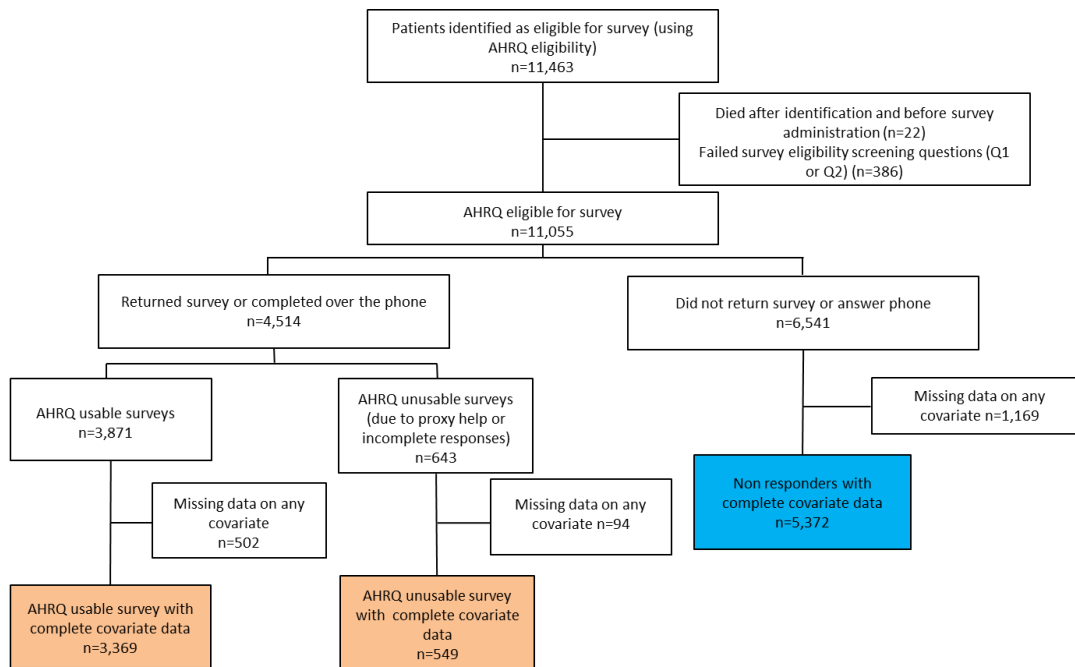 Patients identified as eligible for survey (using
AHRQ eligibility)
n=11,463
Died after identification and before survey
administration (n=22)
Failed survey eligibility screening questions (Q1
or Q2) (n=386)
AHRQ eligible for survey
n=11,055
Returned survey or completed over the phone
n=4,514
Did not return survey or answer phone
n=6,541
AHRQ usable surveys
n=3,871
AHRQ unusable surveys
(due to proxy help or
incomplete responses)
n=643
Missing data on any
covariate n=1,169
Missing data on any
covariate
n=502
Missing data on any
covariate n=94
Non responders with
complete covariate data
n=5,372
AHRQ usable survey with
complete covariate data
n=3,369
AHRQ unusable survey
with complete covariate
data
n=549